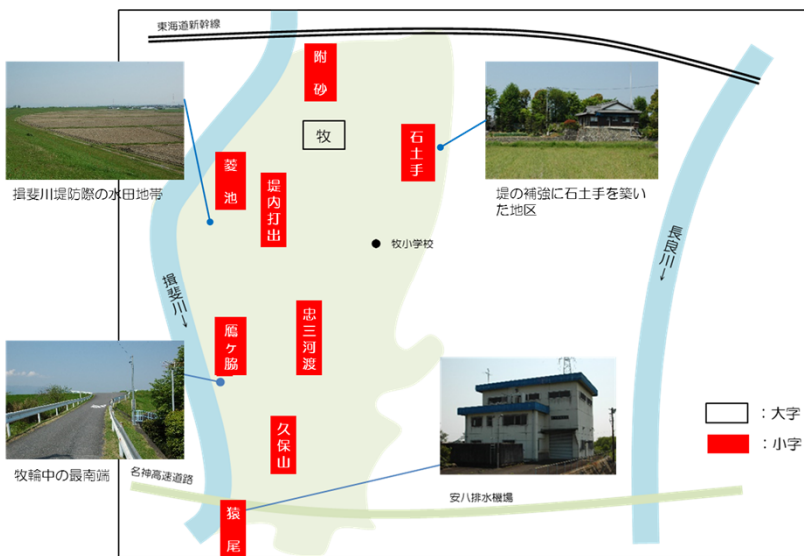 東海道新幹線
附砂
牧
石土手
菱池
堤内打出
揖斐川堤防際の水田地帯
堤の補強に石土手を築い
た地区
牧小学校
揖斐川→
長良川→
鴈ヶ脇
忠三河渡
久保山
牧輪中の最南端
名神高速道路
安八排水機場
猿尾
：大字
：小字